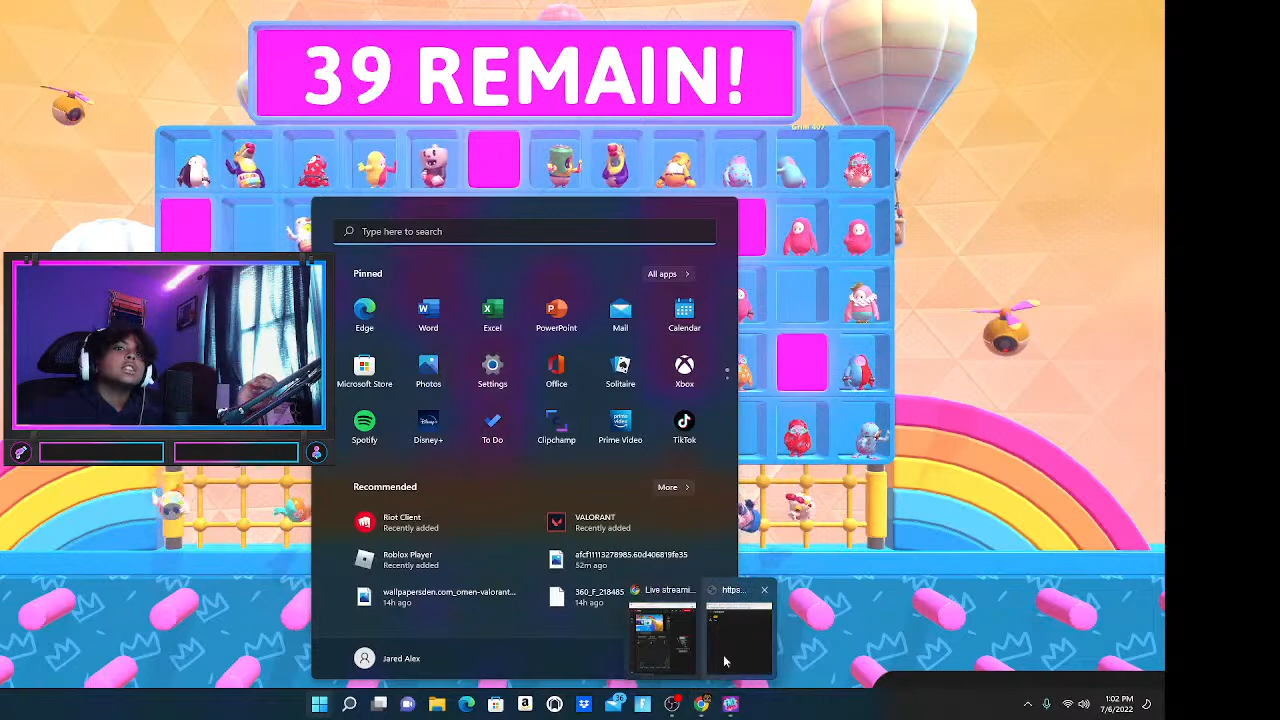 39 REMAIN!
Grim 402
Type here to search
Pinned
All apps
Edge
Word
Excel
PowerPoint
Mail
Calendar
Microsoft Store
Photos
Settings
Office
Solitaire
Xbox
Spotify
Disney+
To Do
Clipchamp
Prime Video
TikTok
Recommended
More
Riot Client
Recently added
VALORANT
Recently added
Roblox Player
Recently added
afcf11113278985.60d406819fe35
52m ago
wallpapersden.com_omen-valorant...
14h ago
360_F_218485
14h ago
Live streami...
https...
Jared Alex
36
1:02 PM
7/6/2022